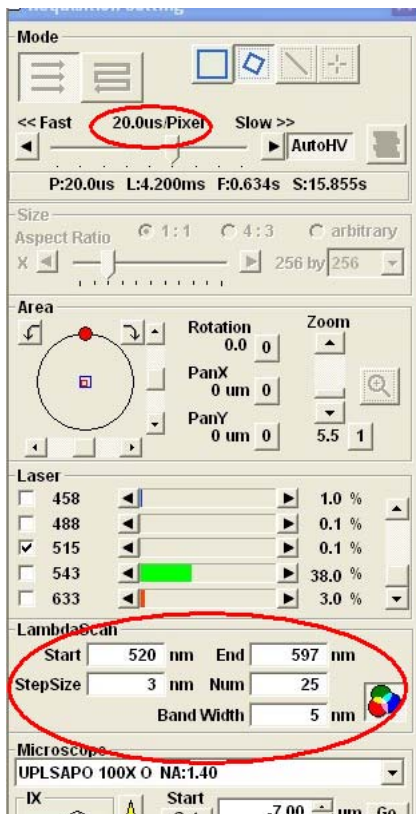 Acquisition setting
Mode
<< Fast 20.0us/Pixel Slow >>
AutoHV
P:20.0us L:4.200ms F:0.634s S:15.855s
Size
Aspect Ratio 1 : 1 4 : 3 arbitrary
X 256 by 256
Area
Rotation Zoom
0.0 0
PanX
0 um 0
PanY
0 um 0 5.5 1
Laser
458 1.0 %
488 0.1 %
515 0.1 %
543 38.0 %
633 3.0 %
LambdaScan
Start 520 nm End 597 nm
StepSize 3 nm Num 25
Band Width 5 nm
Microscope
UPLSAPO 100X O NA:1.40
IX Start
-7.00 um Go